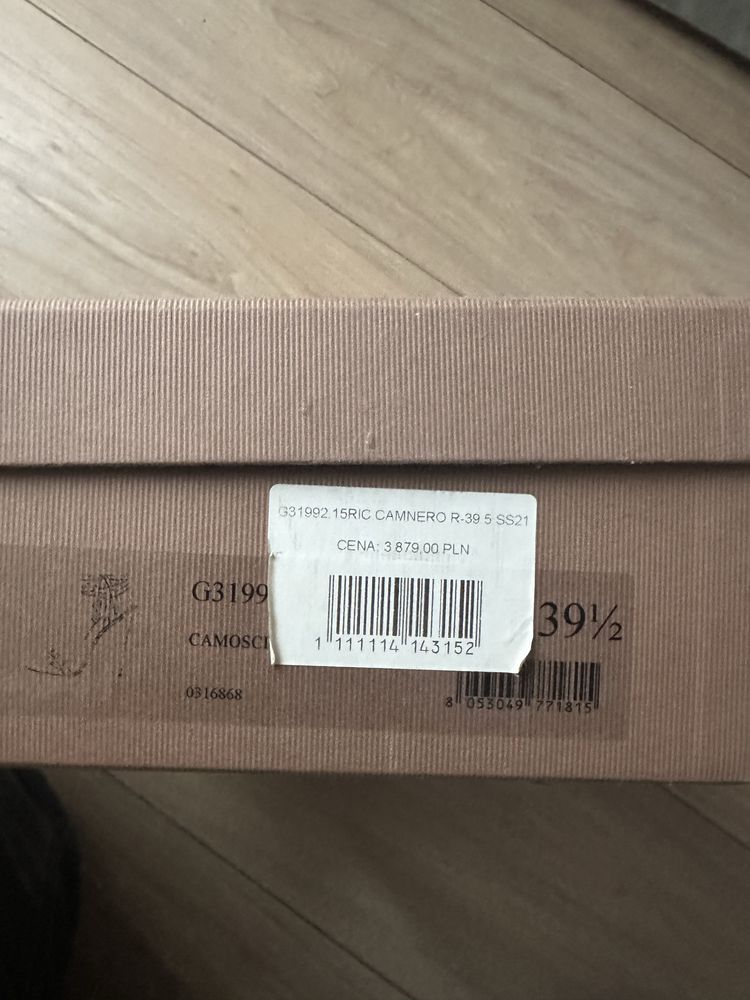 G31992.15RIC CAMNERO R-39 5 SS21
CENA: 3 879,00 PLN
1 111114 143152
G3199
39½
CAMOSCI
0316868
8 053049 771815